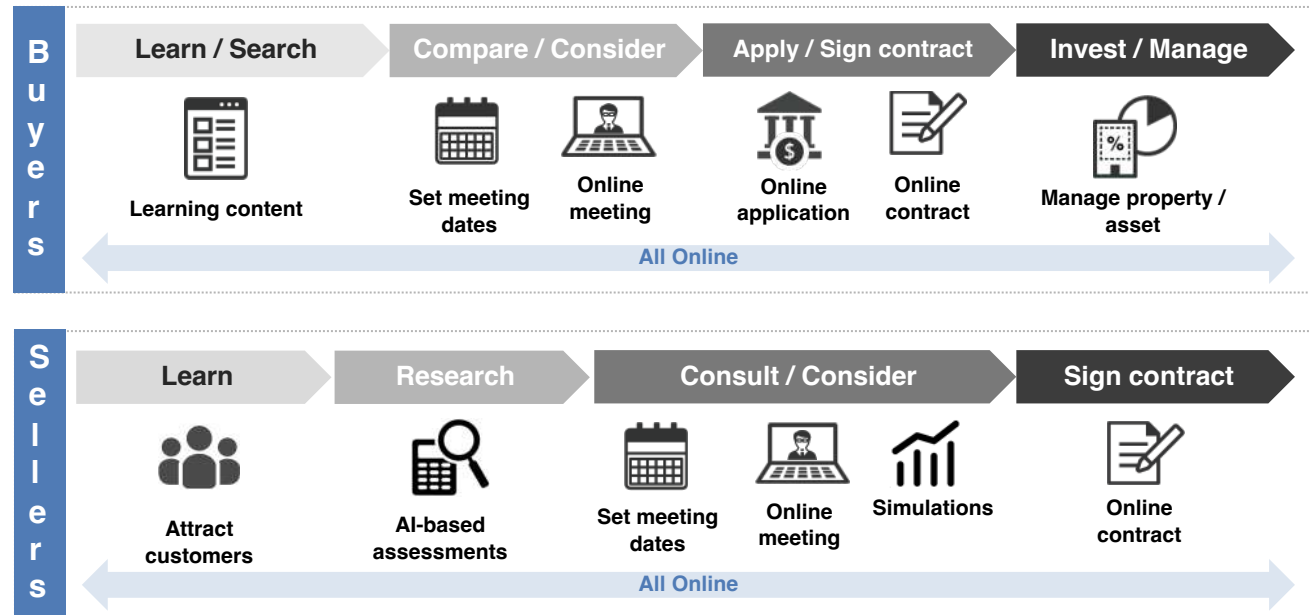 Buyers
Learn / Search
Compare / Consider
Apply / Sign contract
Invest / Manage
%
$
Learning content
Set meeting
dates
Online
meeting
Online
application
Online
contract
Manage property /
asset
All Online
Sellers
Learn
Research
Consult / Consider
Sign contract
Attract
customers
AI-based
assessments
Set meeting
dates
Online
meeting
Simulations
Online
contract
All Online